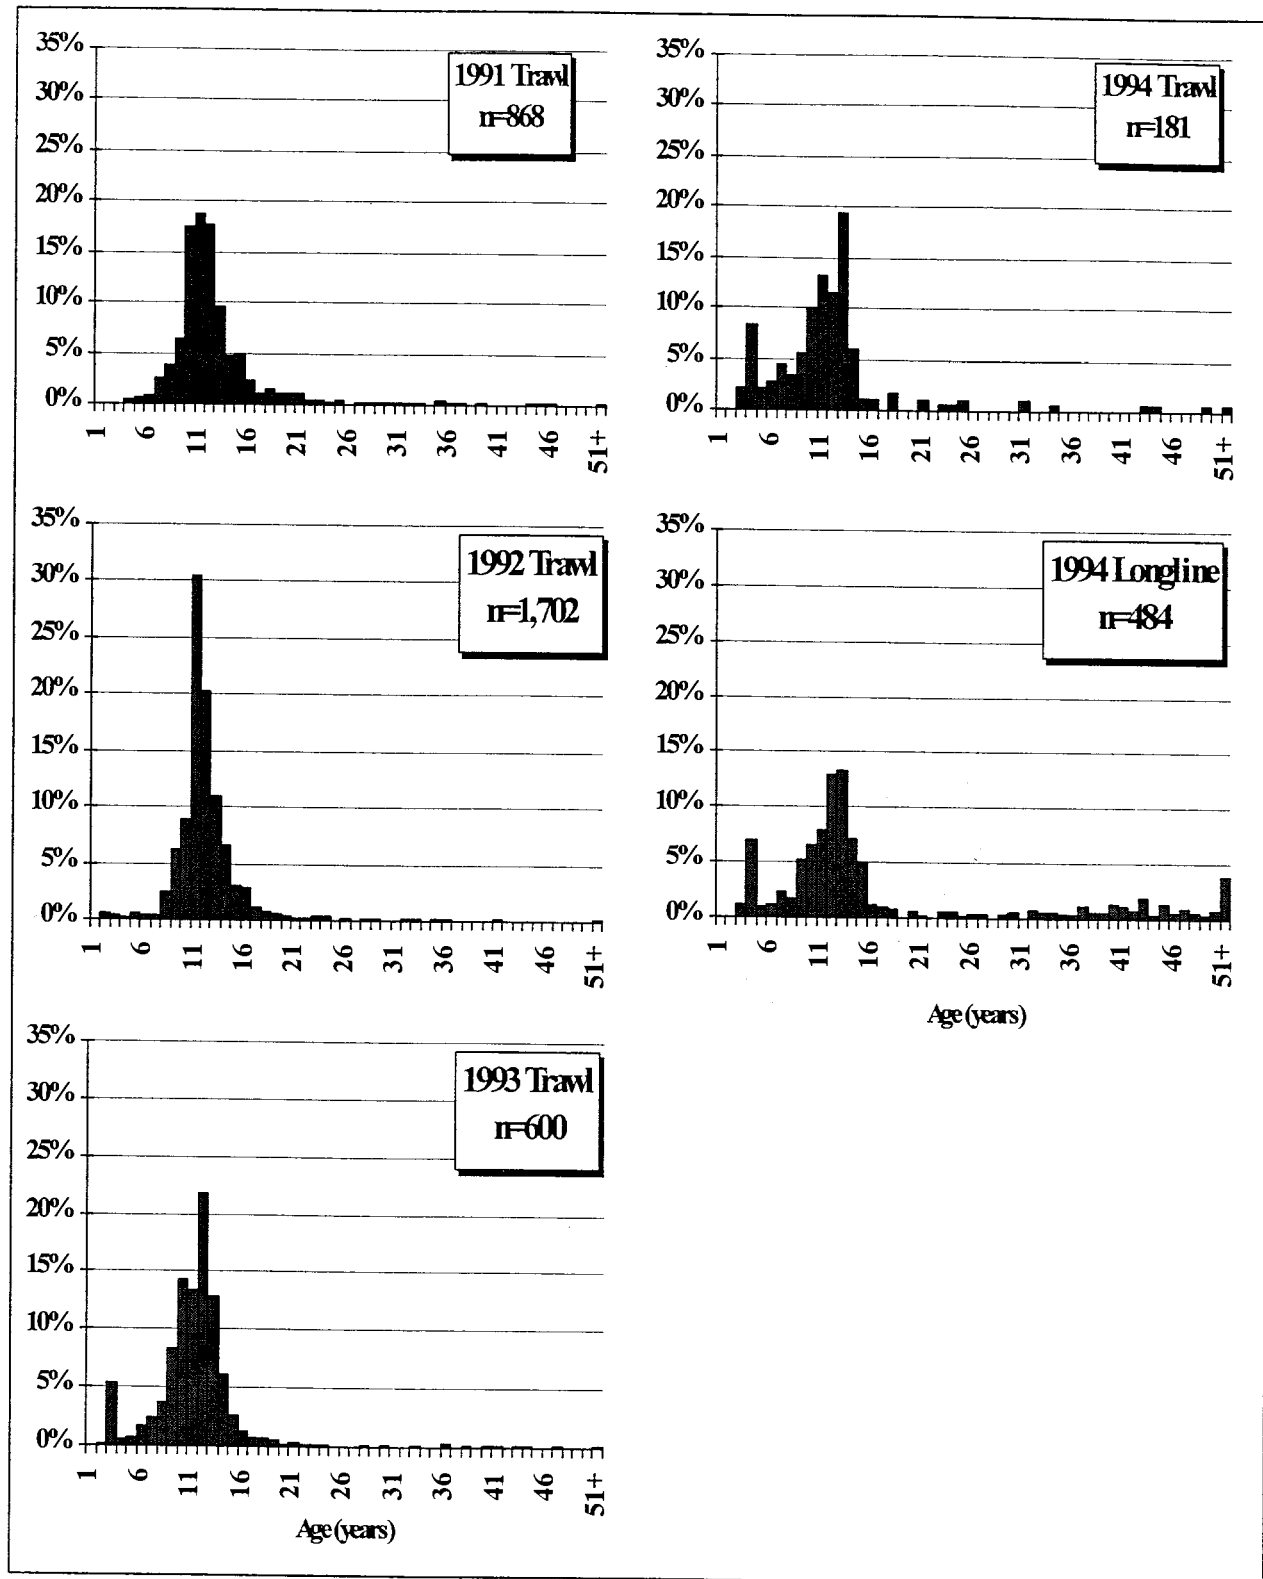 35%
30%
25%
20%
15%
10%
5%
0%
1991 Trawl
n=868
1 6 11 16 21 26 31 36 41 46 51+
35%
30%
25%
20%
15%
10%
5%
0%
1994 Trawl
n=181
1 6 11 16 21 26 31 36 41 46 51+
35%
30%
25%
20%
15%
10%
5%
0%
1992 Trawl
n=1,702
1 6 11 16 21 26 31 36 41 46 51+
35%
30%
25%
20%
15%
10%
5%
0%
1994 Longline
n=484
1 6 11 16 21 26 31 36 41 46 51+
Age (years)
35%
30%
25%
20%
15%
10%
5%
0%
1993 Trawl
n=600
1 6 11 16 21 26 31 36 41 46 51+
Age (years)